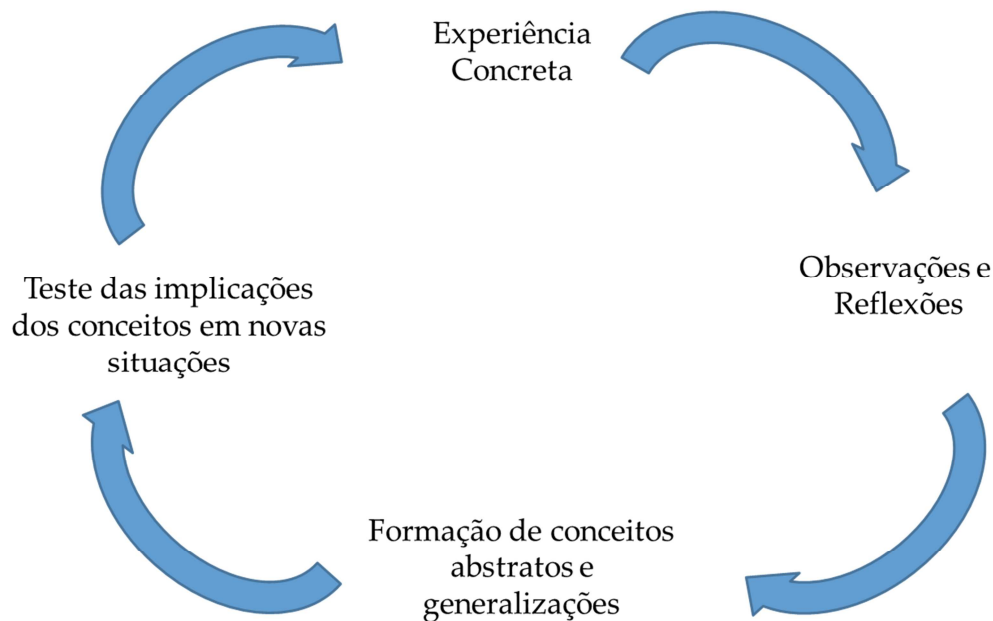 Experiência
Concreta
Observações e
Reflexões
Formação de conceitos
abstratos e
generalizações
Teste das implicações
dos conceitos em novas
situações